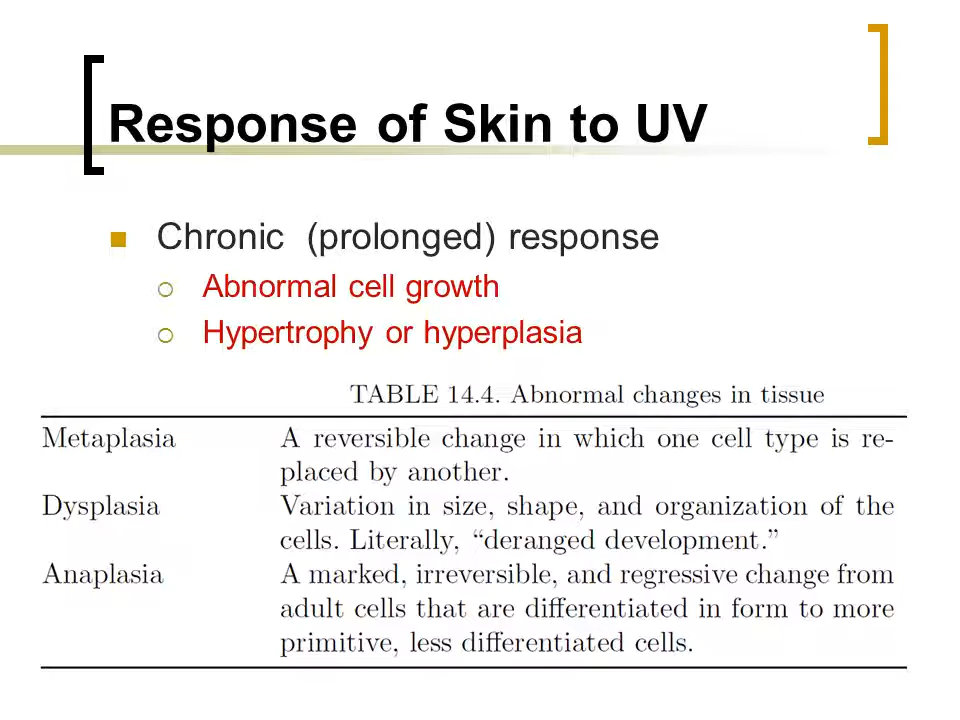 Response of Skin to UV
Chronic (prolonged) response
Abnormal cell growth
Hypertrophy or hyperplasia
TABLE 14.4. Abnormal changes in tissue
Metaplasia A reversible change in which one cell type is re-
placed by another.
Dysplasia Variation in size, shape, and organization of the
cells. Literally, “deranged development.”
Anaplasia A marked, irreversible, and regressive change from
adult cells that are differentiated in form to more
primitive, less differentiated cells.